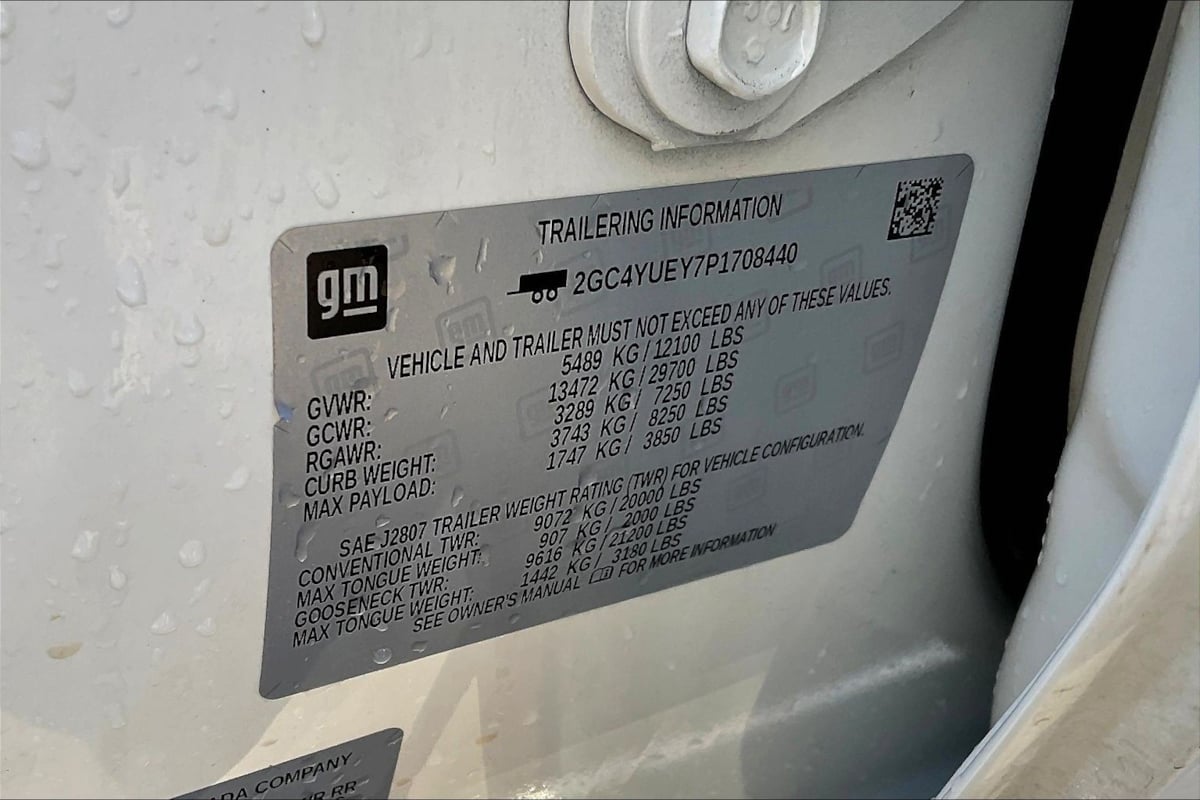 TRAILERING INFORMATION
gm
2GC4YUEY7P1708440
VEHICLE AND TRAILER MUST NOT EXCEED ANY OF THESE VALUES.
GVWR: 5489 KG / 12100 LBS
GCWR: 13472 KG / 29700 LBS
RGAWR: 3289 KG / 7250 LBS
CURB WEIGHT: 3743 KG / 8250 LBS
MAX PAYLOAD: 1747 KG / 3850 LBS
SAE J2807 TRAILER WEIGHT RATING (TWR) FOR VEHICLE CONFIGURATION.
CONVENTIONAL TWR: 9072 KG / 20000 LBS
MAX TONGUE WEIGHT: 907 KG / 2000 LBS
GOOSENECK TWR: 9616 KG / 21200 LBS
MAX TONGUE WEIGHT: 1442 KG / 3180 LBS
SEE OWNER'S MANUAL FOR MORE INFORMATION
COMPANY
RR